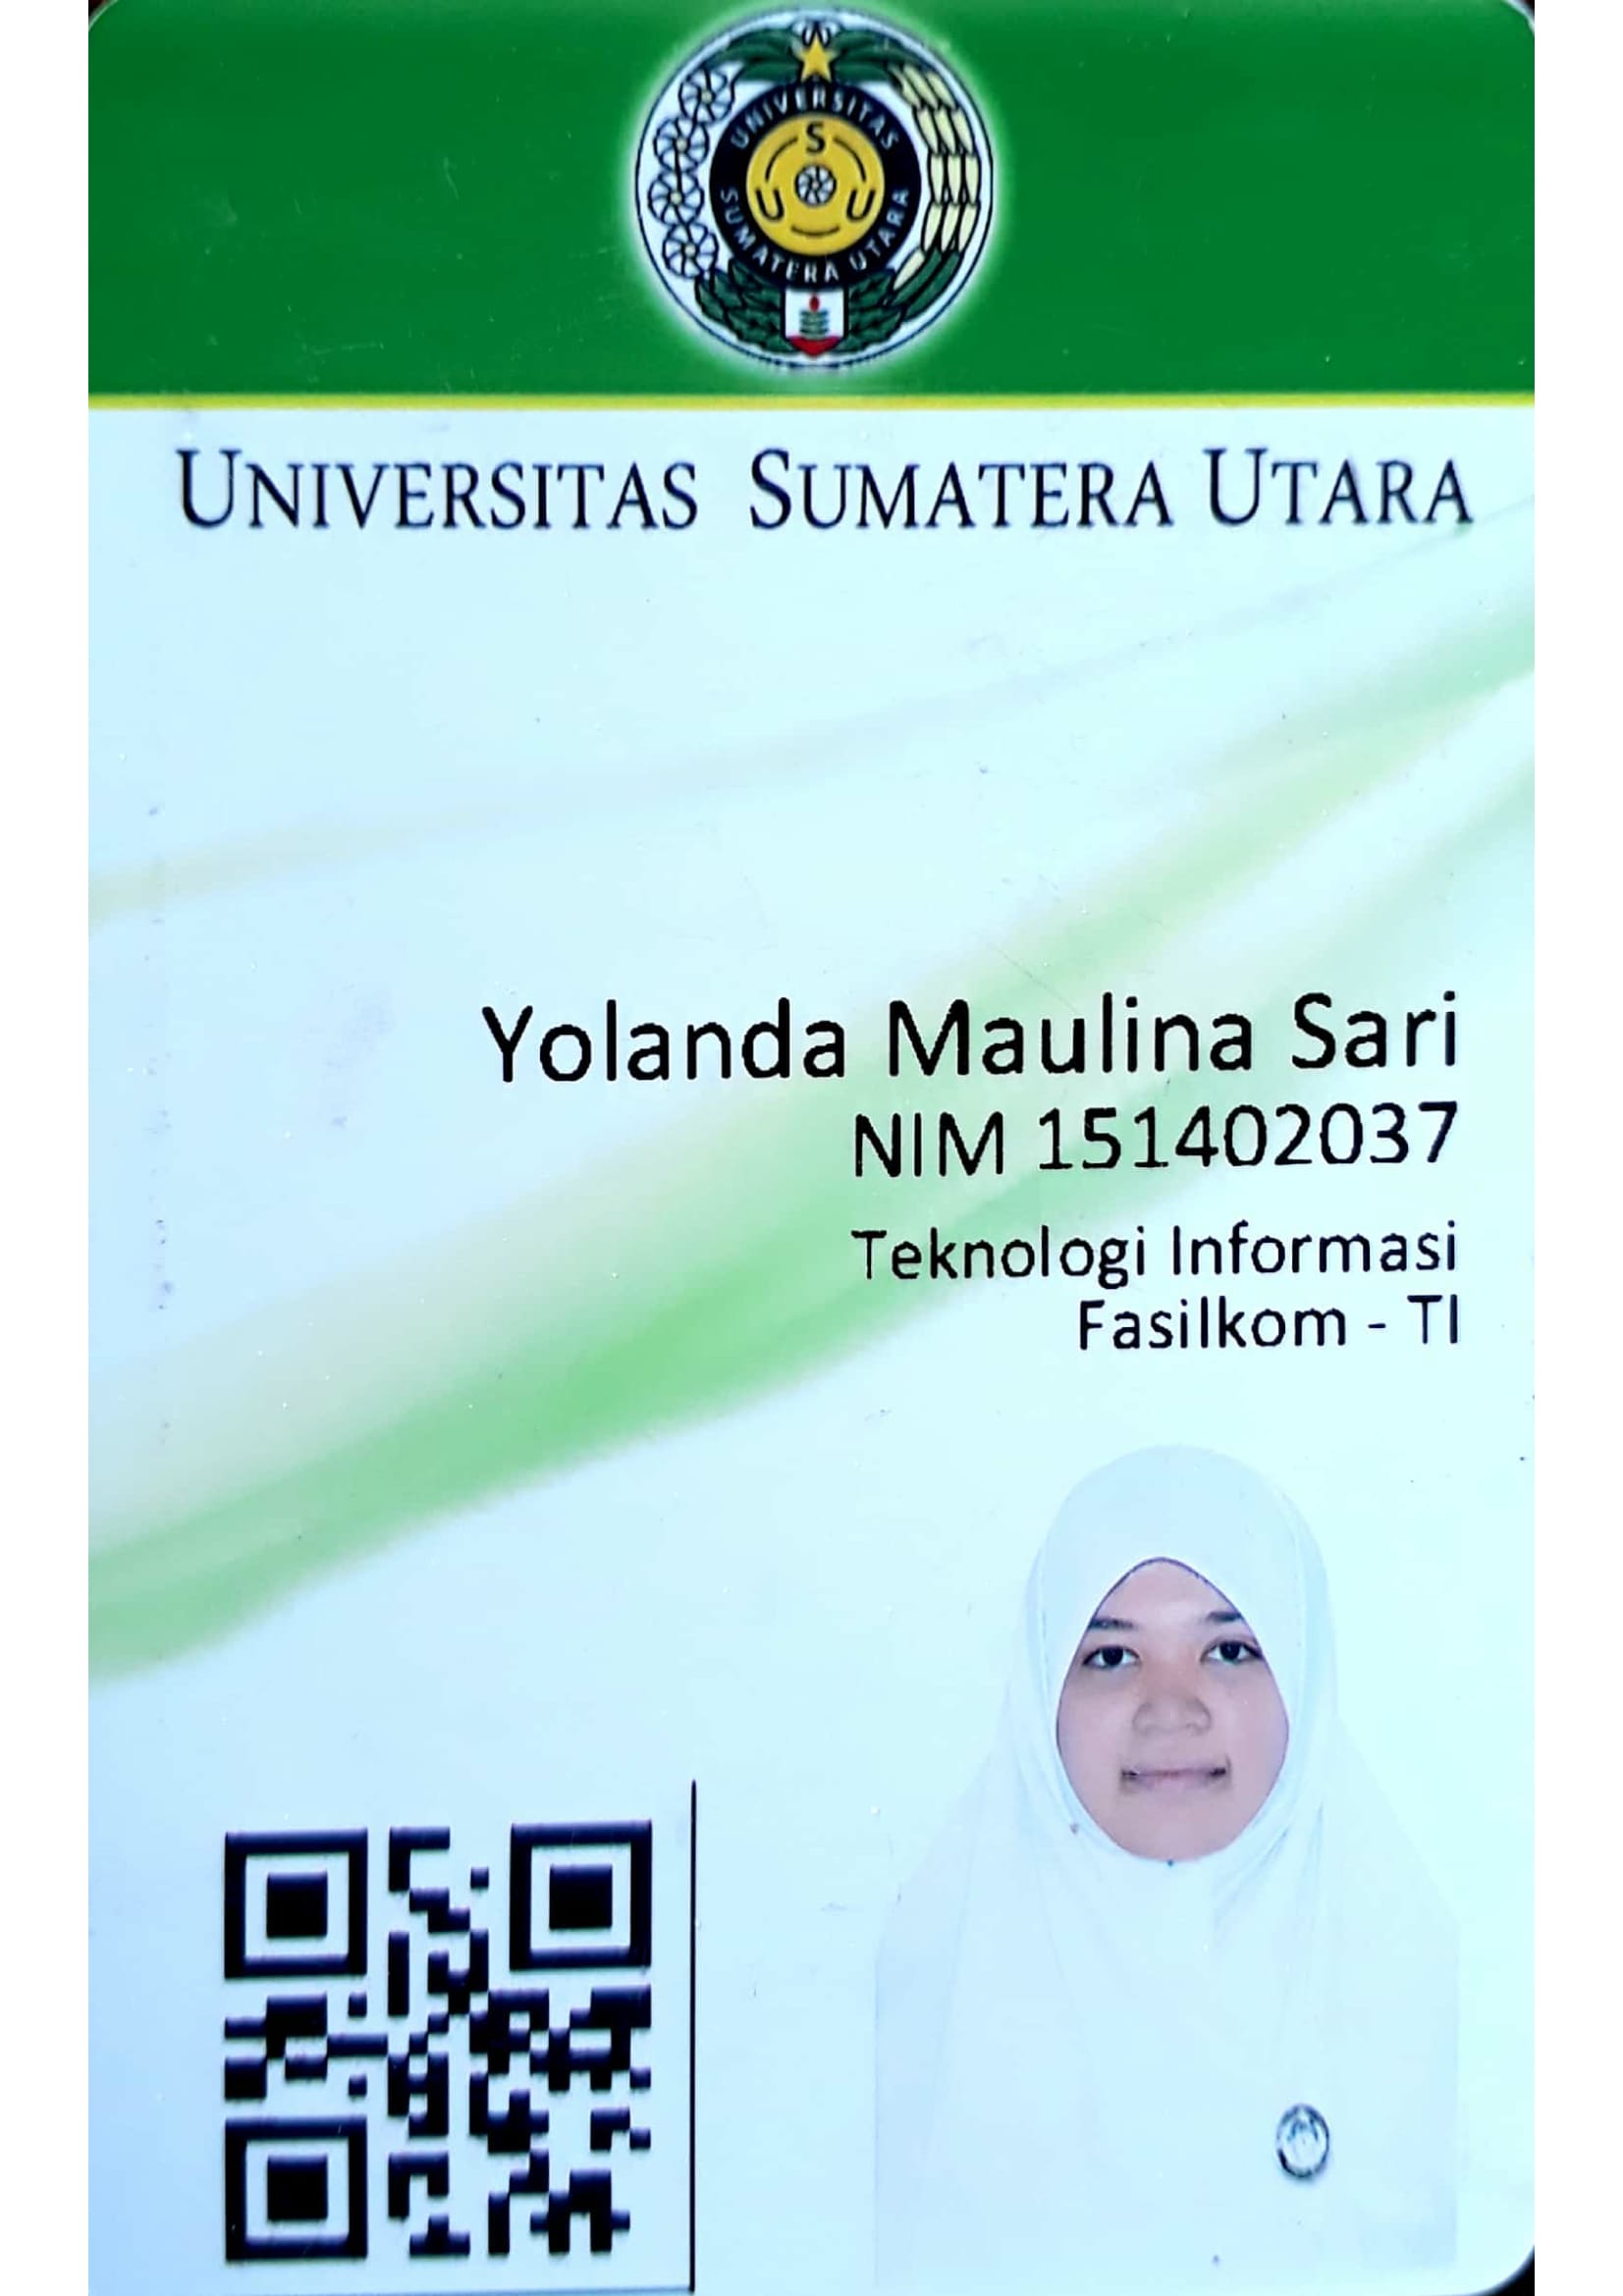 UNIVERSITAS
S
U U
SUMATERA UTARA
UNIVERSITAS SUMATERA UTARA
Yolanda Maulina Sari
NIM 151402037
Teknologi Informasi
Fasilkom - TI